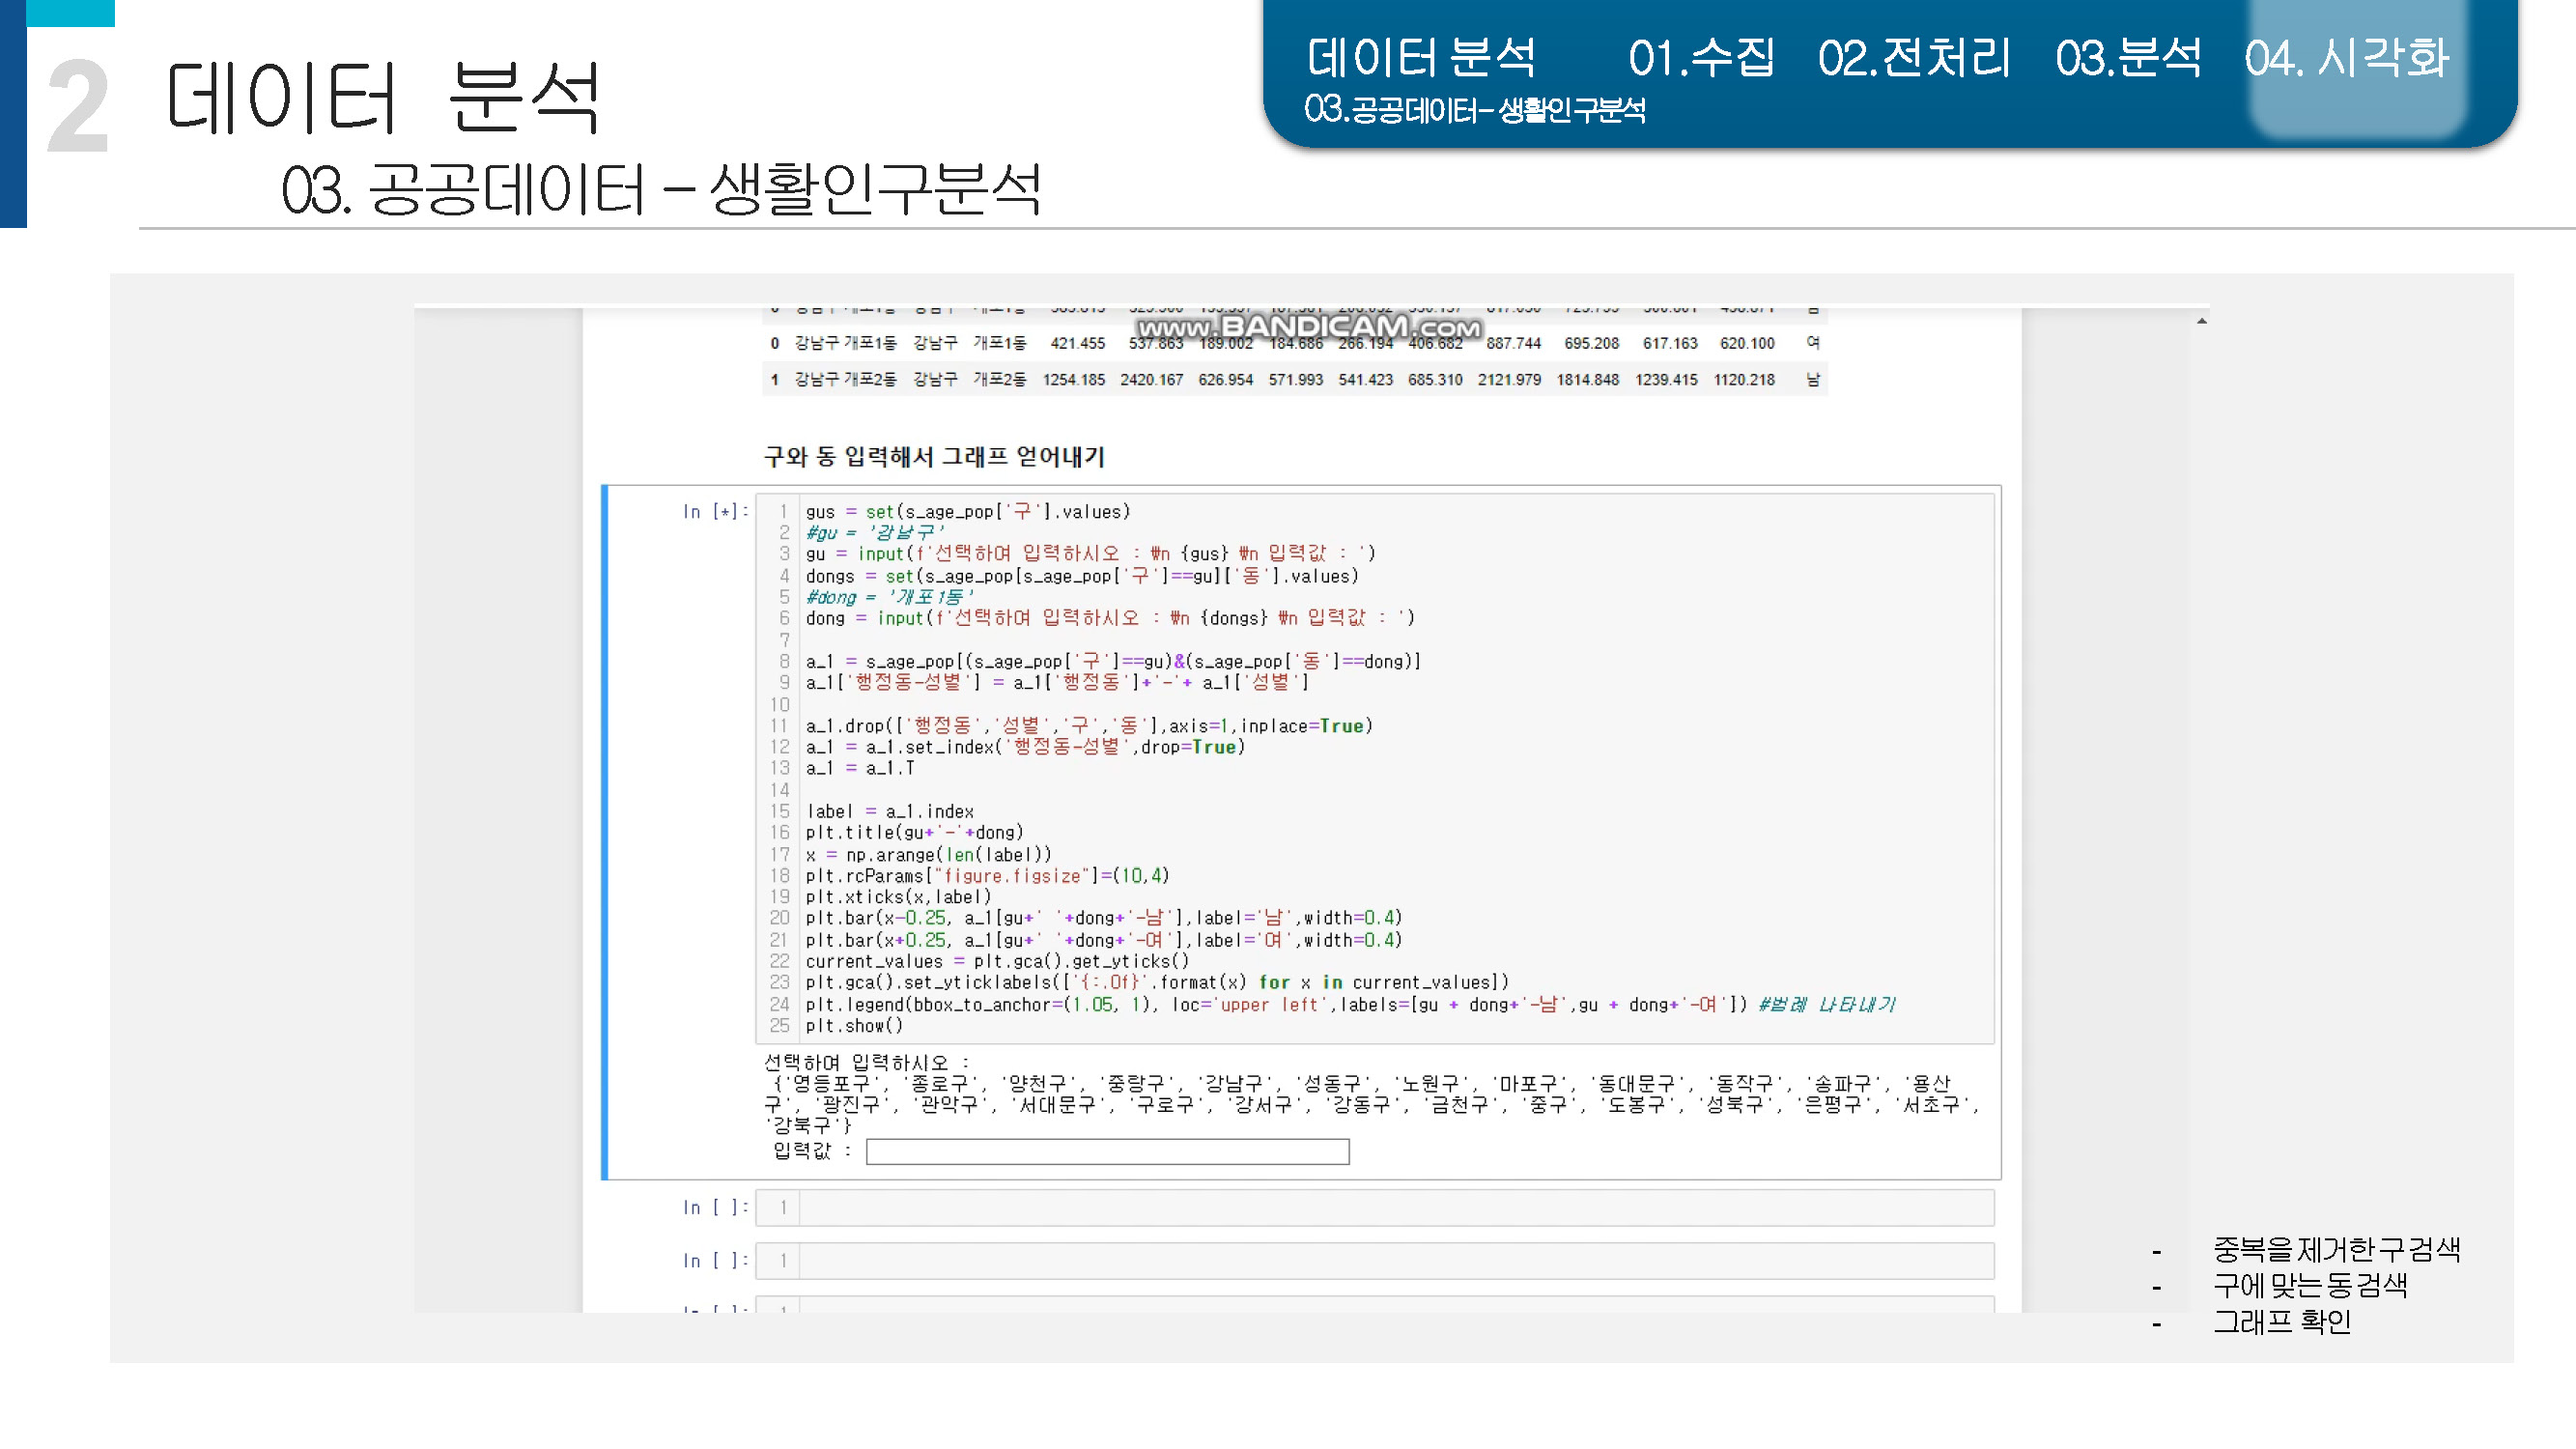 2
데이터 분석
03. 공공데이터 – 생활인구분석
데이터 분석 01.수집 02.전처리 03.분석 04. 시각화
03.공공데이터– 생활인구분석
www.BANDICAM.com
0 강남구 개포1동 강남구 개포1동 421.455 537.863 189.002 184.686 266.194 406.682 887.744 695.208 617.163 620.100 여
1 강남구 개포2동 강남구 개포2동 1254.185 2420.167 626.954 571.993 541.423 685.310 2121.979 1814.848 1239.415 1120.218 남
구와 동 입력해서 그래프 얻어내기
In [*]:
1 gus = set(s_age_pop['구'].values)
2 #gu = '강남구'
3 gu = input(f'선택하여 입력하시오 : ₩n {gus} ₩n 입력값 : ')
4 dongs = set(s_age_pop[s_age_pop['구']==gu]['동'].values)
5 #dong = '개포1동'
6 dong = input(f'선택하여 입력하시오 : ₩n {dongs} ₩n 입력값 : ')
7
8 a_1 = s_age_pop[(s_age_pop['구']==gu)&(s_age_pop['동']==dong)]
9 a_1['행정동-성별'] = a_1['행정동']+'-'+ a_1['성별']
10
11 a_1.drop(['행정동','성별','구','동'],axis=1,inplace=True)
12 a_1 = a_1.set_index('행정동-성별',drop=True)
13 a_1 = a_1.T
14
15 label = a_1.index
16 plt.title(gu+'-'+dong)
17 x = np.arange(len(label))
18 plt.rcParams["figure.figsize"]=(10,4)
19 plt.xticks(x,label)
20 plt.bar(x-0.25, a_1[gu+' '+dong+'-남'],label='남',width=0.4)
21 plt.bar(x+0.25, a_1[gu+' '+dong+'-여'],label='여',width=0.4)
22 current_values = plt.gca().get_yticks()
23 plt.gca().set_yticklabels(['{:.0f}'.format(x) for x in current_values])
24 plt.legend(bbox_to_anchor=(1.05, 1), loc='upper left',labels=[gu + dong+'-남',gu + dong+'-여']) #범례 나타내기
25 plt.show()
선택하여 입력하시오 :
{'영등포구', '종로구', '양천구', '중랑구', '강남구', '성동구', '노원구', '마포구', '동대문구', '동작구', '송파구', '용산
구', '광진구', '관악구', '서대문구', '구로구', '강서구', '강동구', '금천구', '중구', '도봉구', '성북구', '은평구', '서초구',
'강북구'}
입력값 :
In [ ]: 1
In [ ]: 1
- 중복을 제거한 구 검색
- 구에 맞는 동 검색
- 그래프 확인